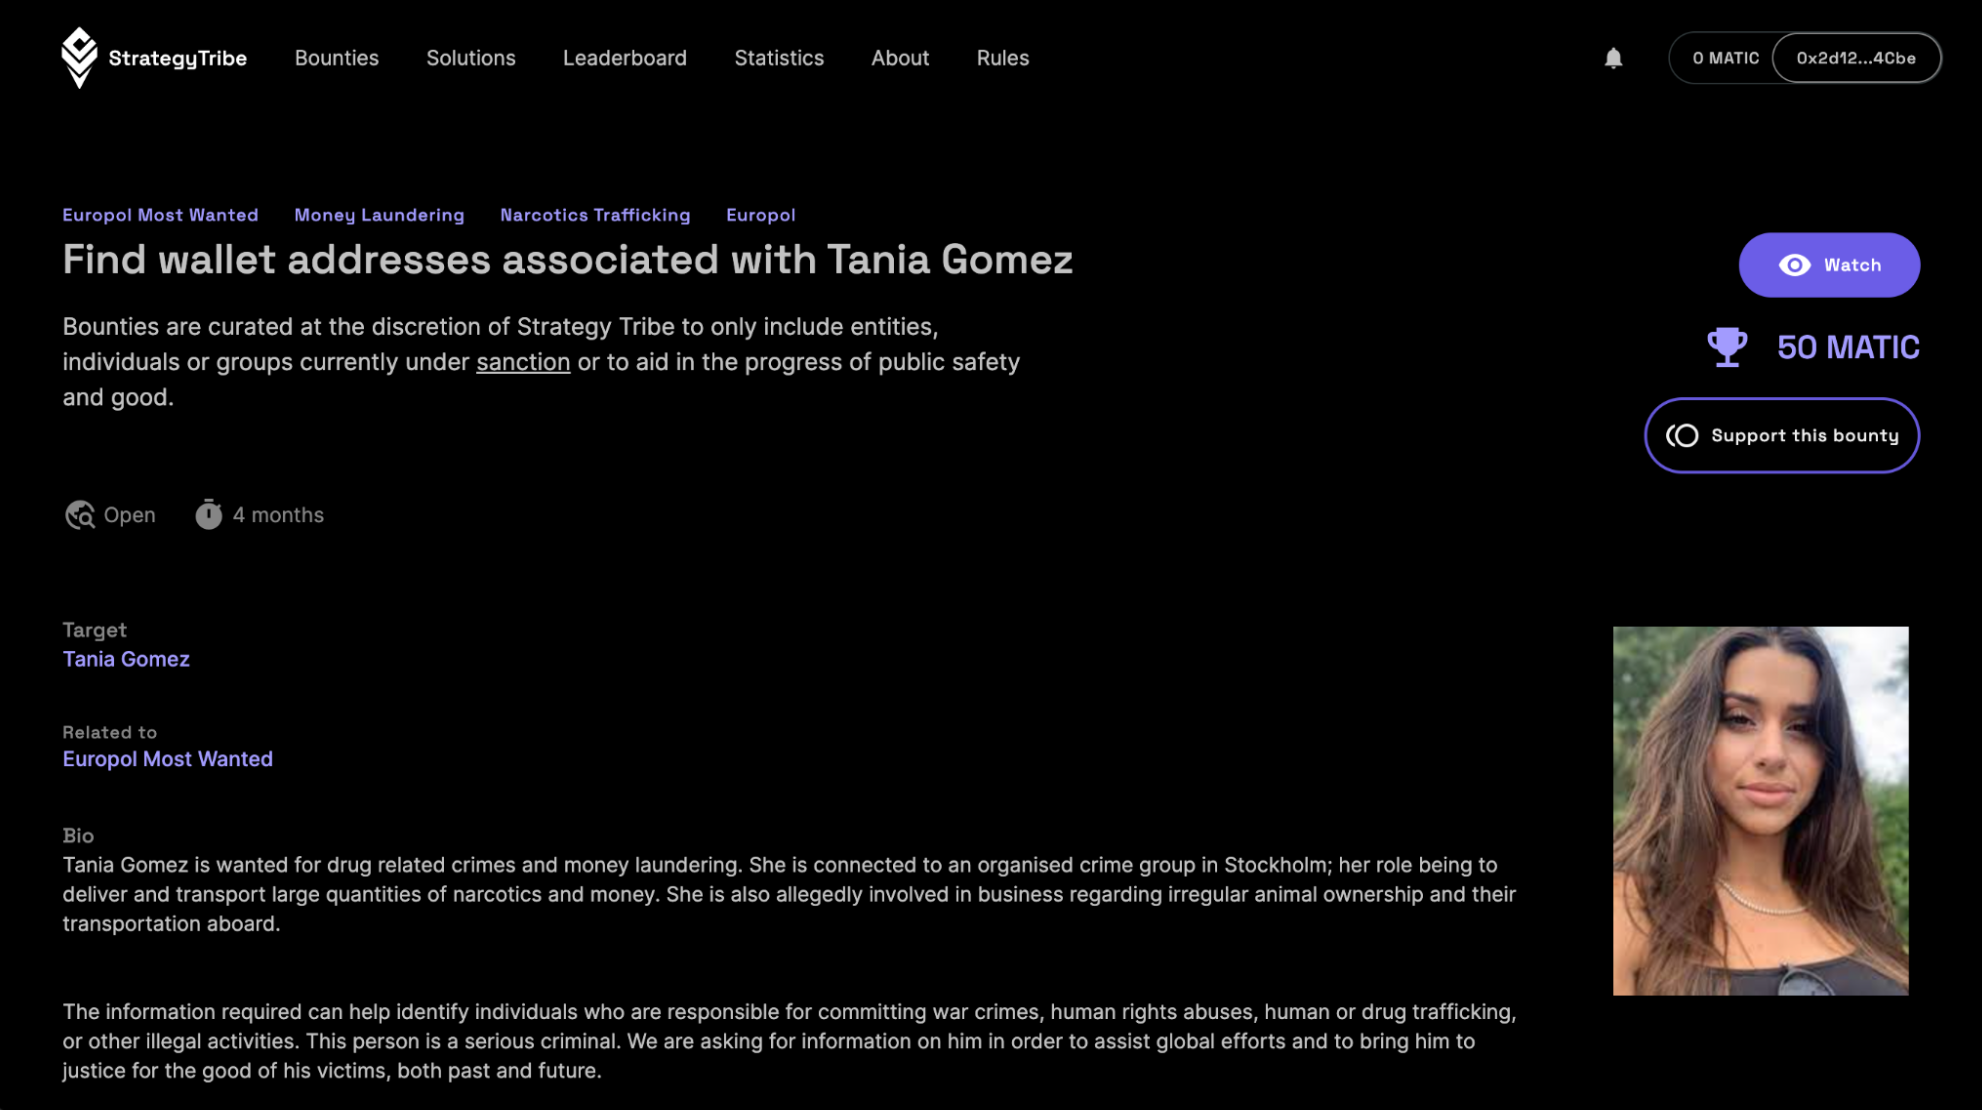 StrategyTribe Bounties Solutions Leaderboard Statistics About Rules 0 MATIC 0x2d12...4Cbe
Europol Most Wanted Money Laundering Narcotics Trafficking Europol
Find wallet addresses associated with Tania Gomez
Watch
Bounties are curated at the discretion of Strategy Tribe to only include entities,
individuals or groups currently under sanction or to aid in the progress of public safety
and good.
50 MATIC
Support this bounty
Open 4 months
Target
Tania Gomez
Related to
Europol Most Wanted
Bio
Tania Gomez is wanted for drug related crimes and money laundering. She is connected to an organised crime group in Stockholm; her role being to
deliver and transport large quantities of narcotics and money. She is also allegedly involved in business regarding irregular animal ownership and their
transportation aboard.
The information required can help identify individuals who are responsible for committing war crimes, human rights abuses, human or drug trafficking,
or other illegal activities. This person is a serious criminal. We are asking for information on him in order to assist global efforts and to bring him to
justice for the good of his victims, both past and future.